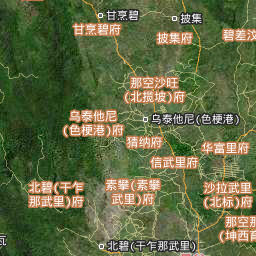 甘烹碧
甘烹碧府
披集
披集府
碧差汶
那空沙旺
(北揽坡)府
乌泰他尼
(色梗港)府
乌泰他尼(色梗港)
猜纳府
信武里府
华富里府
北碧(干乍
那武里)府
素攀(素攀
武里)府
沙拉武里
(北标)府
那空那
(坤西育
北碧(干乍那武里)